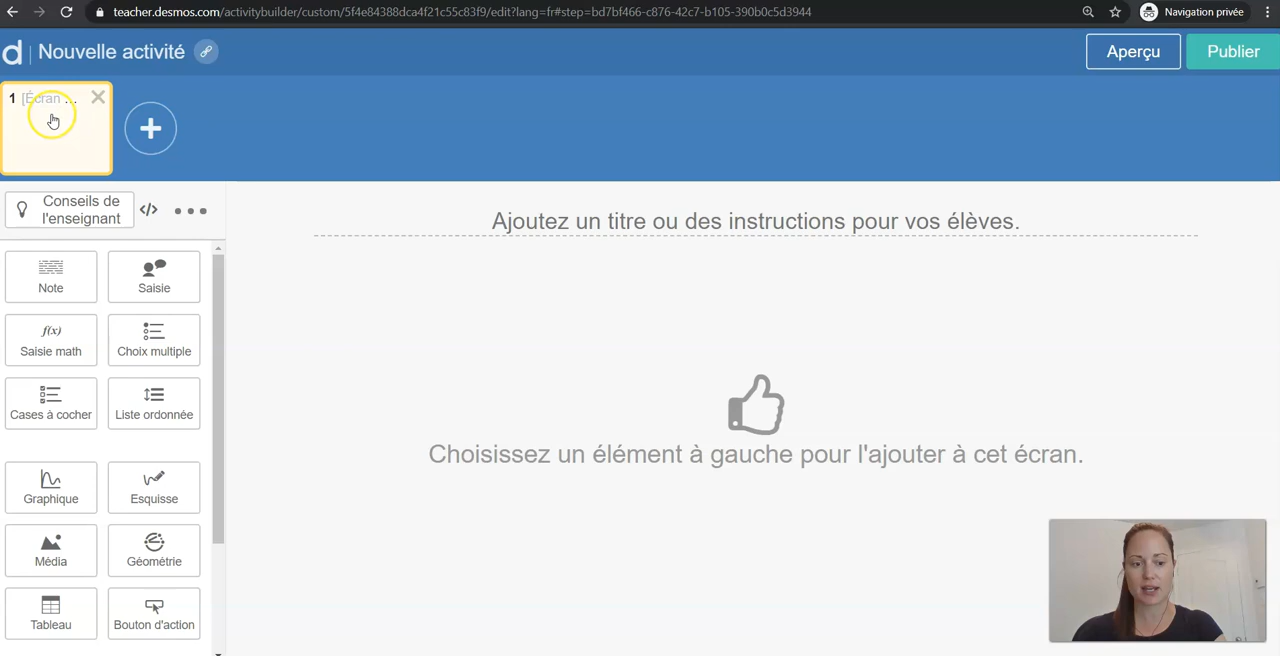 teacher.desmos.com/activitybuilder/custom/5f4e84388dca4f21c55c83f9/edit?lang=fr#step=bd7bf466-c876-42c7-b105-390b0c5d3944
Navigation privée
d | Nouvelle activité
Aperçu
Publier
1 [Écran ...
Conseils de
l'enseignant
</>
Ajoutez un titre ou des instructions pour vos élèves.
Note
Saisie
f(x)
Saisie math
Choix multiple
Cases à cocher
Liste ordonnée
Choisissez un élément à gauche pour l'ajouter à cet écran.
Graphique
Esquisse
Média
Géométrie
Tableau
Bouton d'action